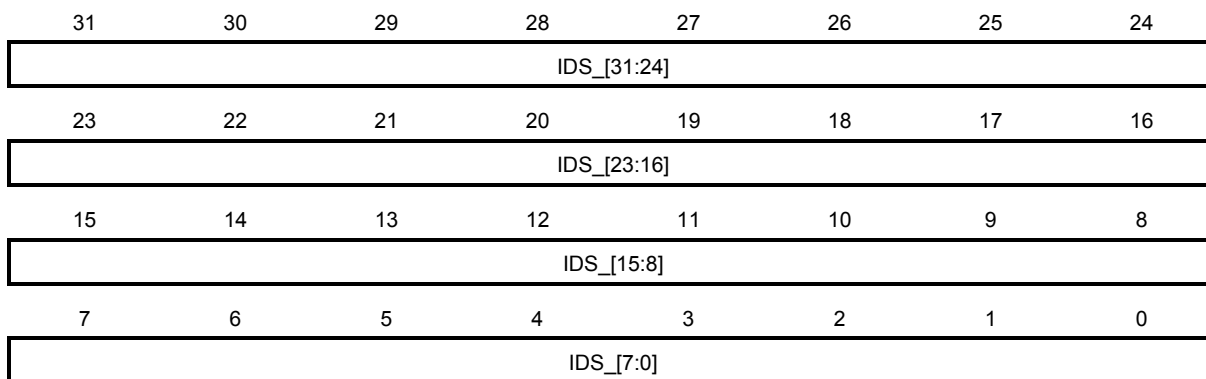 31 30 29 28 27 26 25 24
IDS_[31:24]
23 22 21 20 19 18 17 16
IDS_[23:16]
15 14 13 12 11 10 9 8
IDS_[15:8]
7 6 5 4 3 2 1 0
IDS_[7:0]